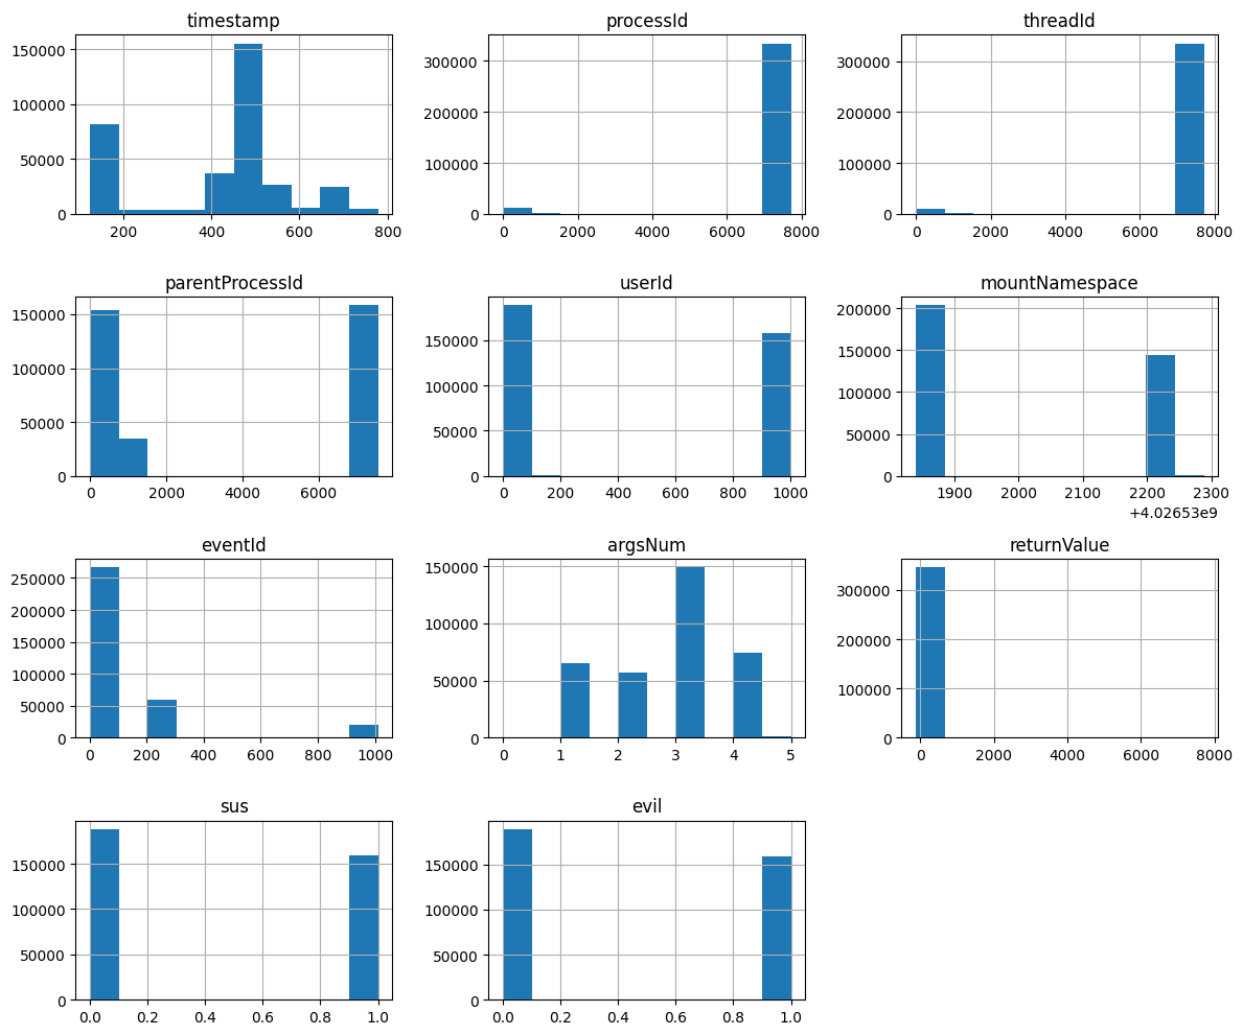 timestamp
150000
100000
50000
0
200 400 600 800
processId
300000
200000
100000
0
0 2000 4000 6000 8000
threadId
300000
200000
100000
0
0 2000 4000 6000 8000
parentProcessId
150000
100000
50000
0
0 2000 4000 6000
userId
150000
100000
50000
0
0 200 400 600 800 1000
mountNamespace
200000
150000
100000
50000
0
1900 2000 2100 2200 2300
+4.02653e9
eventId
250000
200000
150000
100000
50000
0
0 200 400 600 800 1000
argsNum
150000
100000
50000
0
0 1 2 3 4 5
returnValue
300000
200000
100000
0
0 2000 4000 6000 8000
sus
150000
100000
50000
0
0.0 0.2 0.4 0.6 0.8 1.0
evil
150000
100000
50000
0
0.0 0.2 0.4 0.6 0.8 1.0